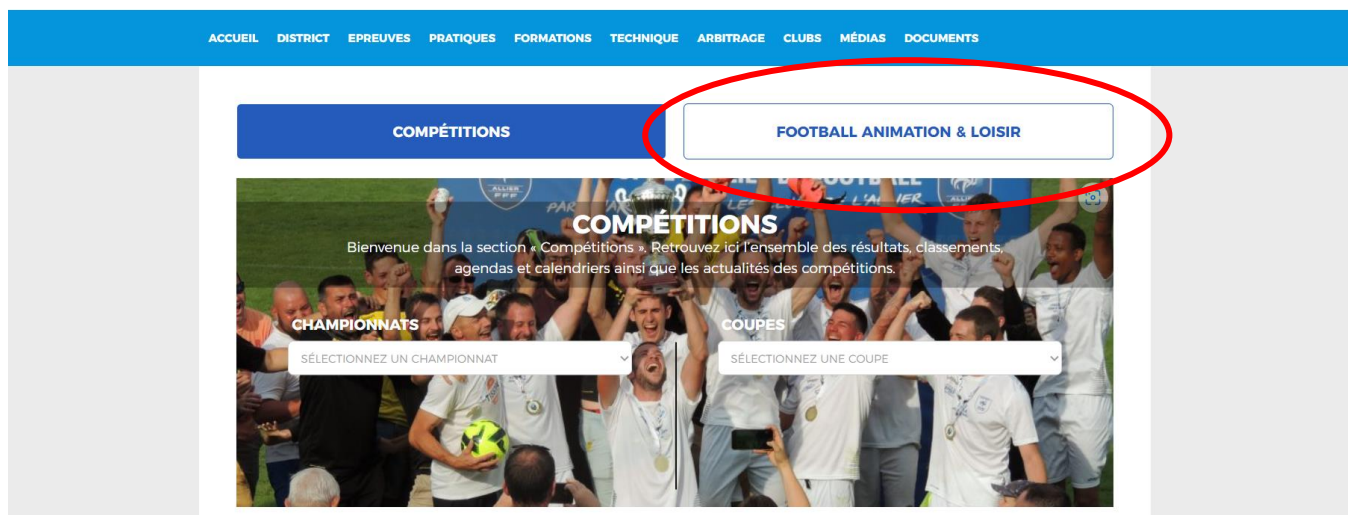 ACCUEIL DISTRICT EPREUVES PRATIQUES FORMATIONS TECHNIQUE ARBITRAGE CLUBS MÉDIAS DOCUMENTS
COMPÉTITIONS
FOOTBALL ANIMATION & LOISIR
ALLIER
FFF
COMPÉTITIONS
Bienvenue dans la section « Compétitions ». Retrouvez ici l'ensemble des résultats, classements,
agendas et calendriers ainsi que les actualités des compétitions.
CHAMPIONNATS
COUPES
SÉLECTIONNEZ UN CHAMPIONNAT
SÉLECTIONNEZ UNE COUPE